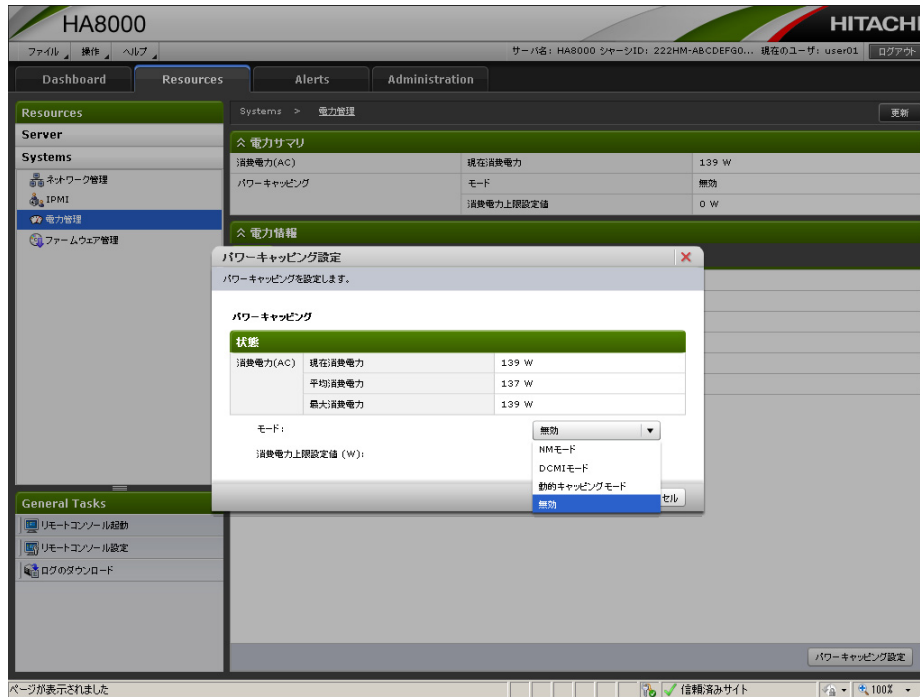 HA8000
HITACHI
ファイル 操作 ヘルプ
サーバ名: HA8000 シャーシID: 222HM-ABCDEFG0... 現在のユーザ: user01 ログアウト
Dashboard Resources Alerts Administration
Resources
Systems > 電力管理
更新
Server
Systems
ネットワーク管理
IPMI
電力管理
ファームウェア管理
電力サマリ
消費電力(AC) 現在消費電力 139 W
パワーキャッピング モード 無効
消費電力上限設定値 0 W
電力情報
パワーキャッピング設定
パワーキャッピングを設定します。
パワーキャッピング
状態
消費電力(AC) 現在消費電力 139 W
平均消費電力 137 W
最大消費電力 139 W
モード:
無効
消費電力上限設定値 (W):
NMモード
DCMIモード
動的キャッピングモード
無効
セル
General Tasks
リモートコンソール起動
リモートコンソール設定
ログのダウンロード
パワーキャッピング設定
ページが表示されました
信頼済みサイト
100%